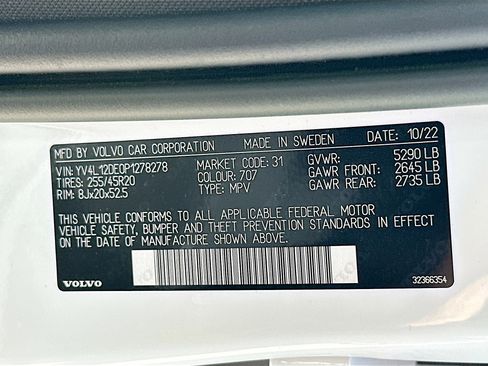 MFD BY VOLVO CAR CORPORATION MADE IN SWEDEN DATE: 10/22
VIN: YV4L12DE0P1278278 MARKET CODE: 31 GVWR: 5290 LB
TIRES: 255/45R20 COLOUR: 707 GAWR FRONT: 2645 LB
RIM: 8Jx20x52.5 TYPE: MPV GAWR REAR: 2735 LB
THIS VEHICLE CONFORMS TO ALL APPLICABLE FEDERAL MOTOR
VEHICLE SAFETY, BUMPER AND THEFT PREVENTION STANDARDS IN EFFECT
ON THE DATE OF MANUFACTURE SHOWN ABOVE.
VOLVO 32366354